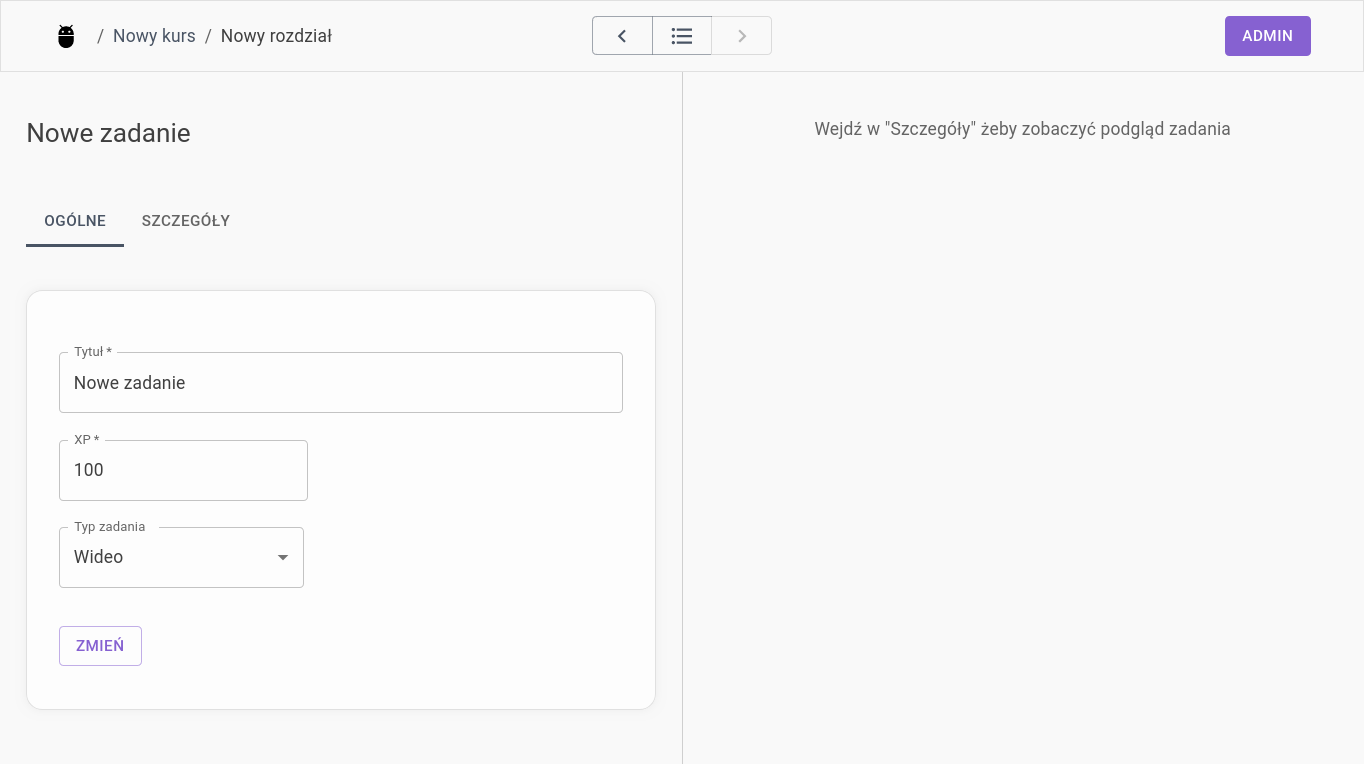 / Nowy kurs / Nowy rozdział
ADMIN
Nowe zadanie
OGÓLNE SZCZEGÓŁY
Tytuł *
Nowe zadanie
XP *
100
Typ zadania
Wideo
ZMIEŃ
Wejdź w "Szczegóły" żeby zobaczyć podgląd zadania